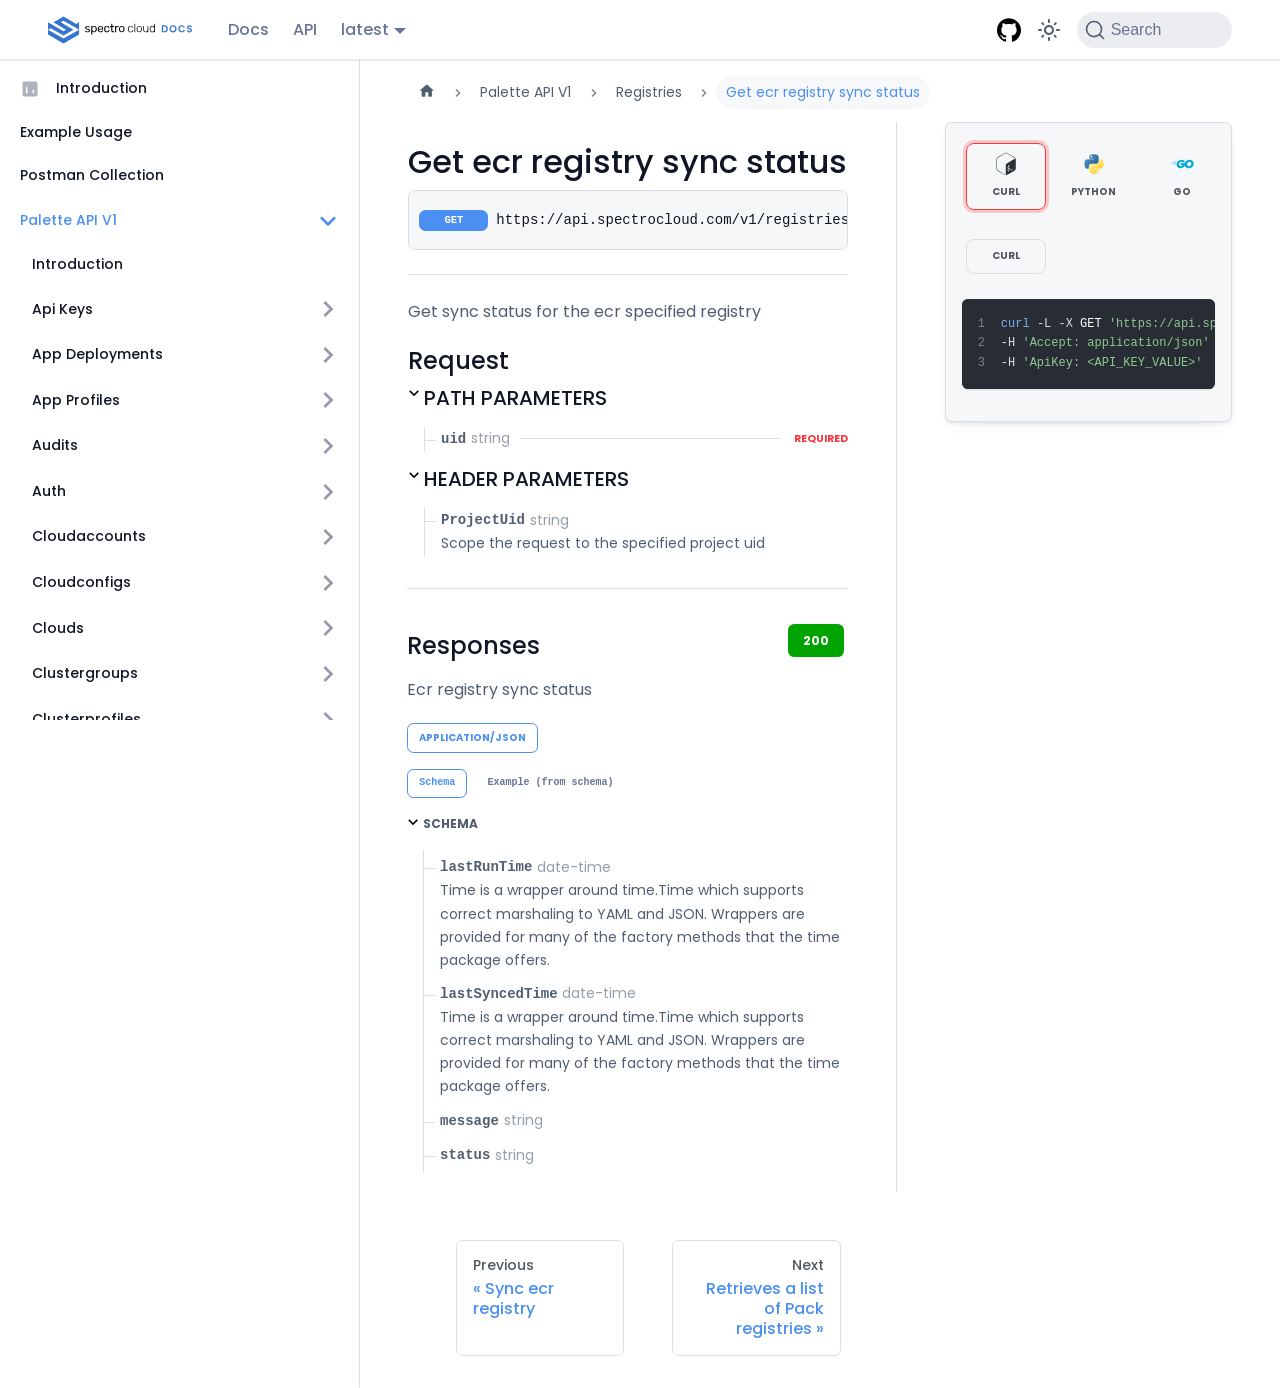 spectro cloud DOCS
Docs API latest
Search
Introduction
Example Usage
Postman Collection
Palette API V1
Introduction
Api Keys
App Deployments
App Profiles
Audits
Auth
Cloudaccounts
Cloudconfigs
Clouds
Clustergroups
Clusterprofiles
Palette API V1 Registries Get ecr registry sync status
Get ecr registry sync status
GET https://api.spectrocloud.com/v1/registries
Get sync status for the ecr specified registry
Request
PATH PARAMETERS
uid string REQUIRED
HEADER PARAMETERS
ProjectUid string
Scope the request to the specified project uid
Responses 200
Ecr registry sync status
APPLICATION/JSON
Schema Example (from schema)
SCHEMA
lastRunTime date-time
Time is a wrapper around time.Time which supports
correct marshaling to YAML and JSON. Wrappers are
provided for many of the factory methods that the time
package offers.
lastSyncedTime date-time
Time is a wrapper around time.Time which supports
correct marshaling to YAML and JSON. Wrappers are
provided for many of the factory methods that the time
package offers.
message string
status string
CURL PYTHON GO
CURL
1 curl -L -X GET 'https://api.sp
2 -H 'Accept: application/json'
3 -H 'ApiKey: <API_KEY_VALUE>'
Previous
« Sync ecr
registry
Next
Retrieves a list
of Pack
registries »